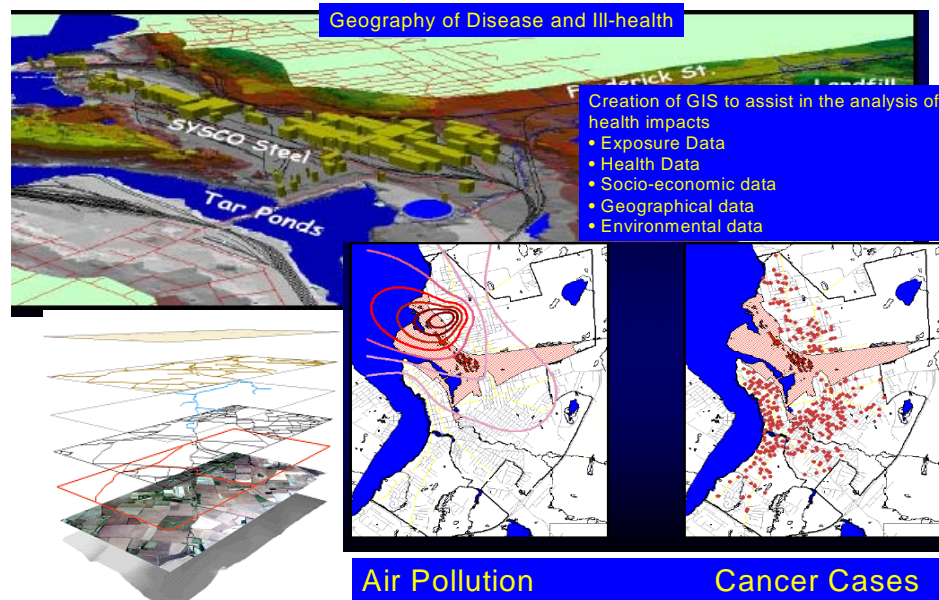 Geography of Disease and Ill-health
Frederick St.
Landfill
SYSCO Steel
Tar Ponds
Creation of GIS to assist in the analysis of
health impacts
• Exposure Data
• Health Data
• Socio-economic data
• Geographical data
• Environmental data
Air Pollution
Cancer Cases